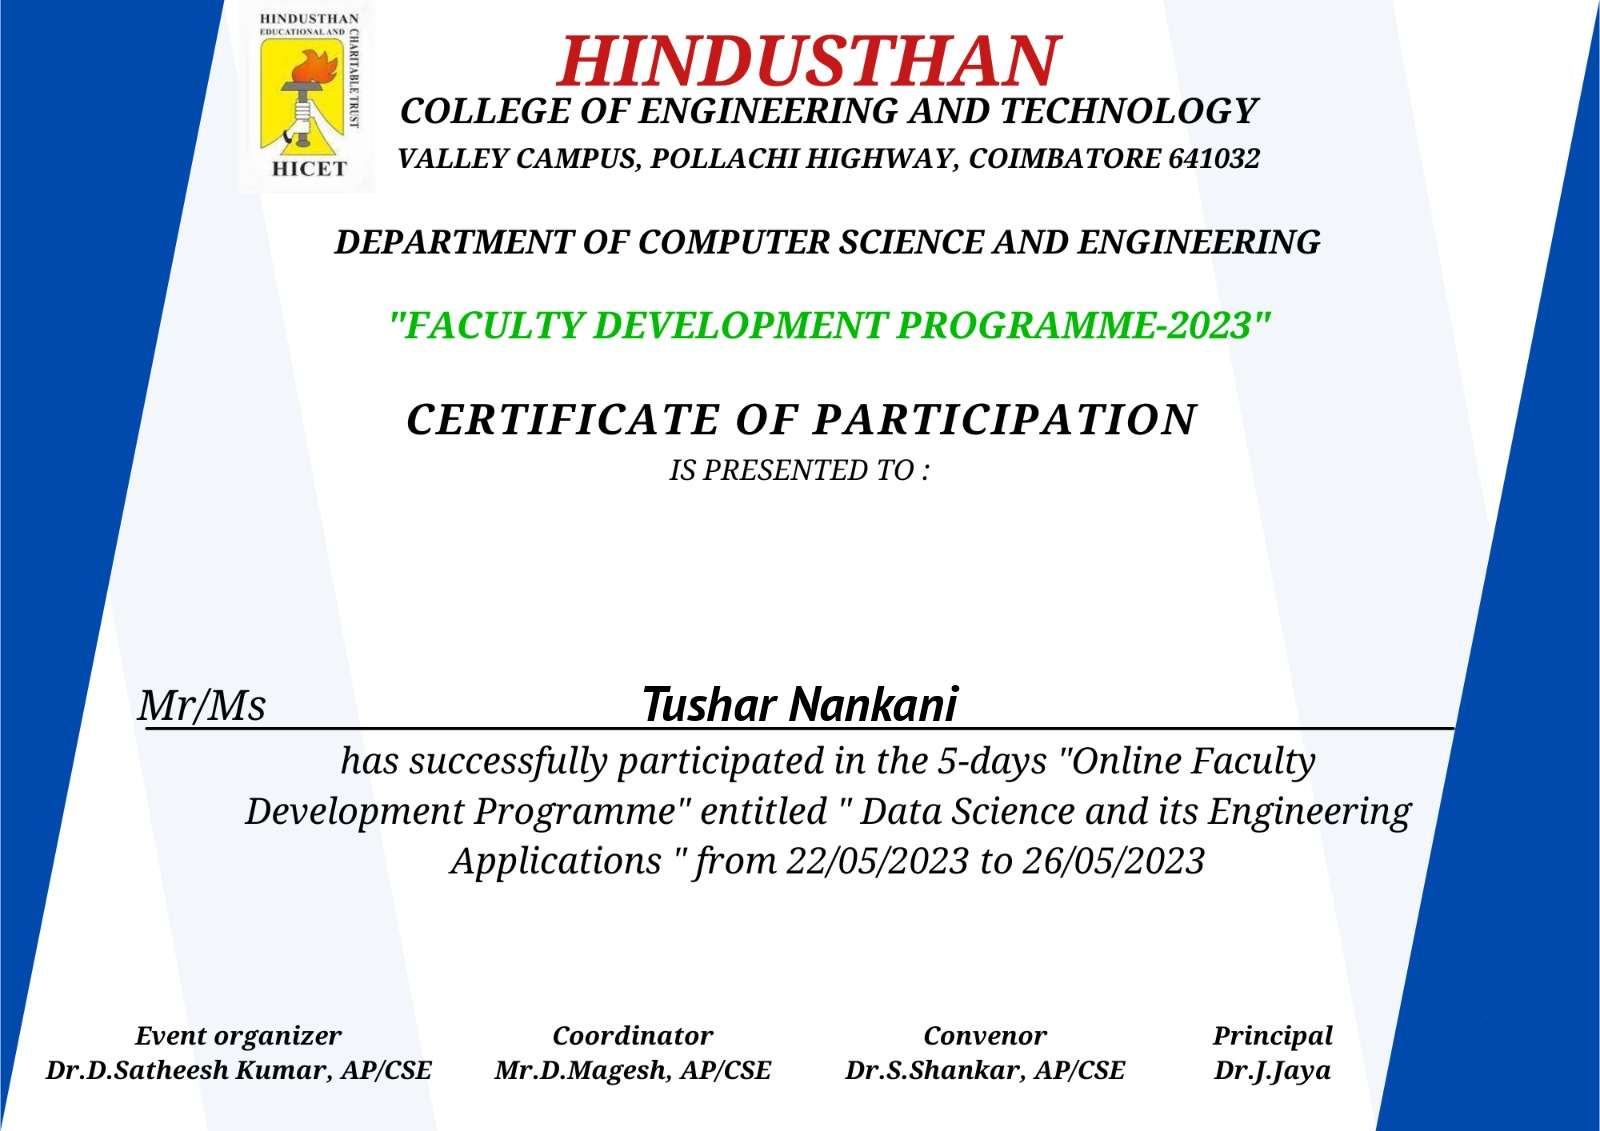 HINDUSTHAN
EDUCATIONAL AND
CHARITABLE TRUST
HICET
HINDUSTHAN
COLLEGE OF ENGINEERING AND TECHNOLOGY
VALLEY CAMPUS, POLLACHI HIGHWAY, COIMBATORE 641032
DEPARTMENT OF COMPUTER SCIENCE AND ENGINEERING
"FACULTY DEVELOPMENT PROGRAMME-2023"
CERTIFICATE OF PARTICIPATION
IS PRESENTED TO :
Mr/Ms Tushar Nankani
has successfully participated in the 5-days "Online Faculty
Development Programme" entitled " Data Science and its Engineering
Applications " from 22/05/2023 to 26/05/2023
Event organizer Coordinator Convenor Principal
Dr.D.Satheesh Kumar, AP/CSE Mr.D.Magesh, AP/CSE Dr.S.Shankar, AP/CSE Dr.J.Jaya